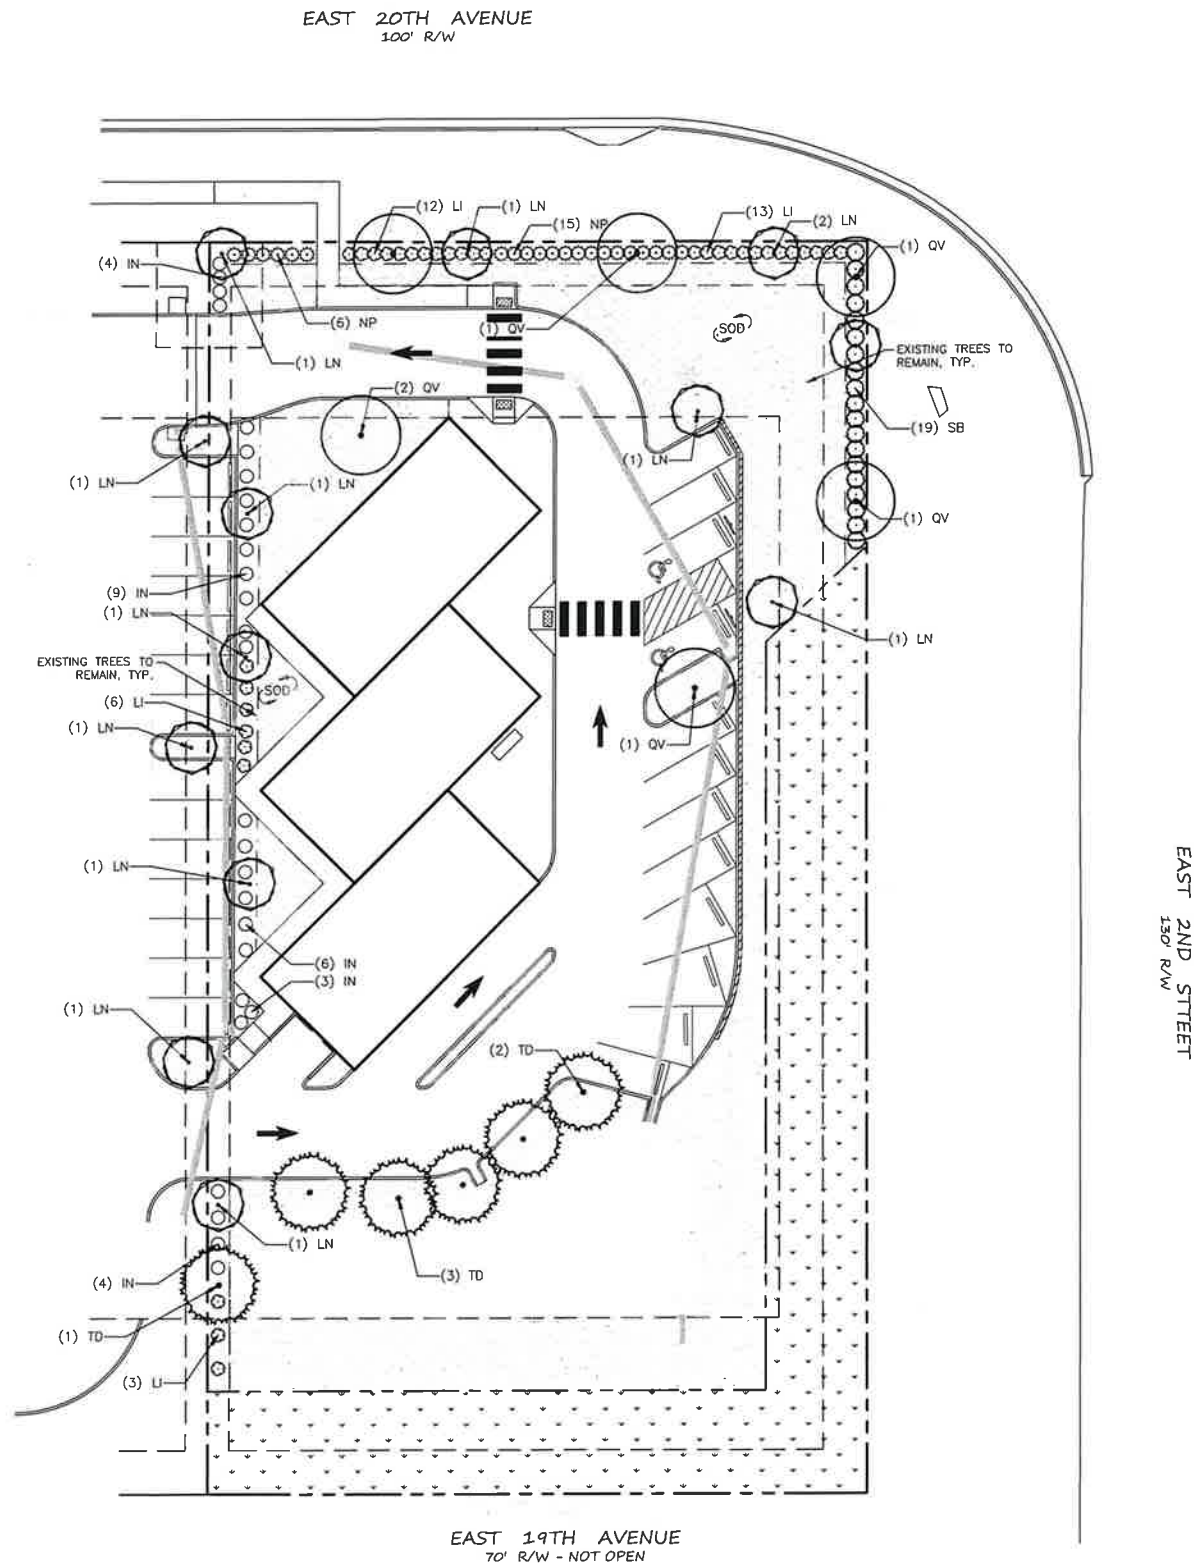 EAST 20TH AVENUE
100' R/W
(12) LI
(1) LN
(15) NP
(13) LI
(2) LN
(1) QV
(4) IN
(6) NP
(1) QV
SOD
EXISTING TREES TO
REMAIN, TYP.
(1) LN
(2) QV
(19) SB
(1) LN
(1) LN
(1) LN
(1) QV
(9) IN
(1) LN
(1) LN
EXISTING TREES TO
REMAIN, TYP.
SOD
(6) LI
(1) LN
(1) QV
(1) LN
EAST 2ND STTEET
130' R/W
(6) IN
(3) IN
(1) LN
(2) TD
(1) LN
(3) TD
(4) IN
(1) TD
(3) LI
EAST 19TH AVENUE
70' R/W - NOT OPEN